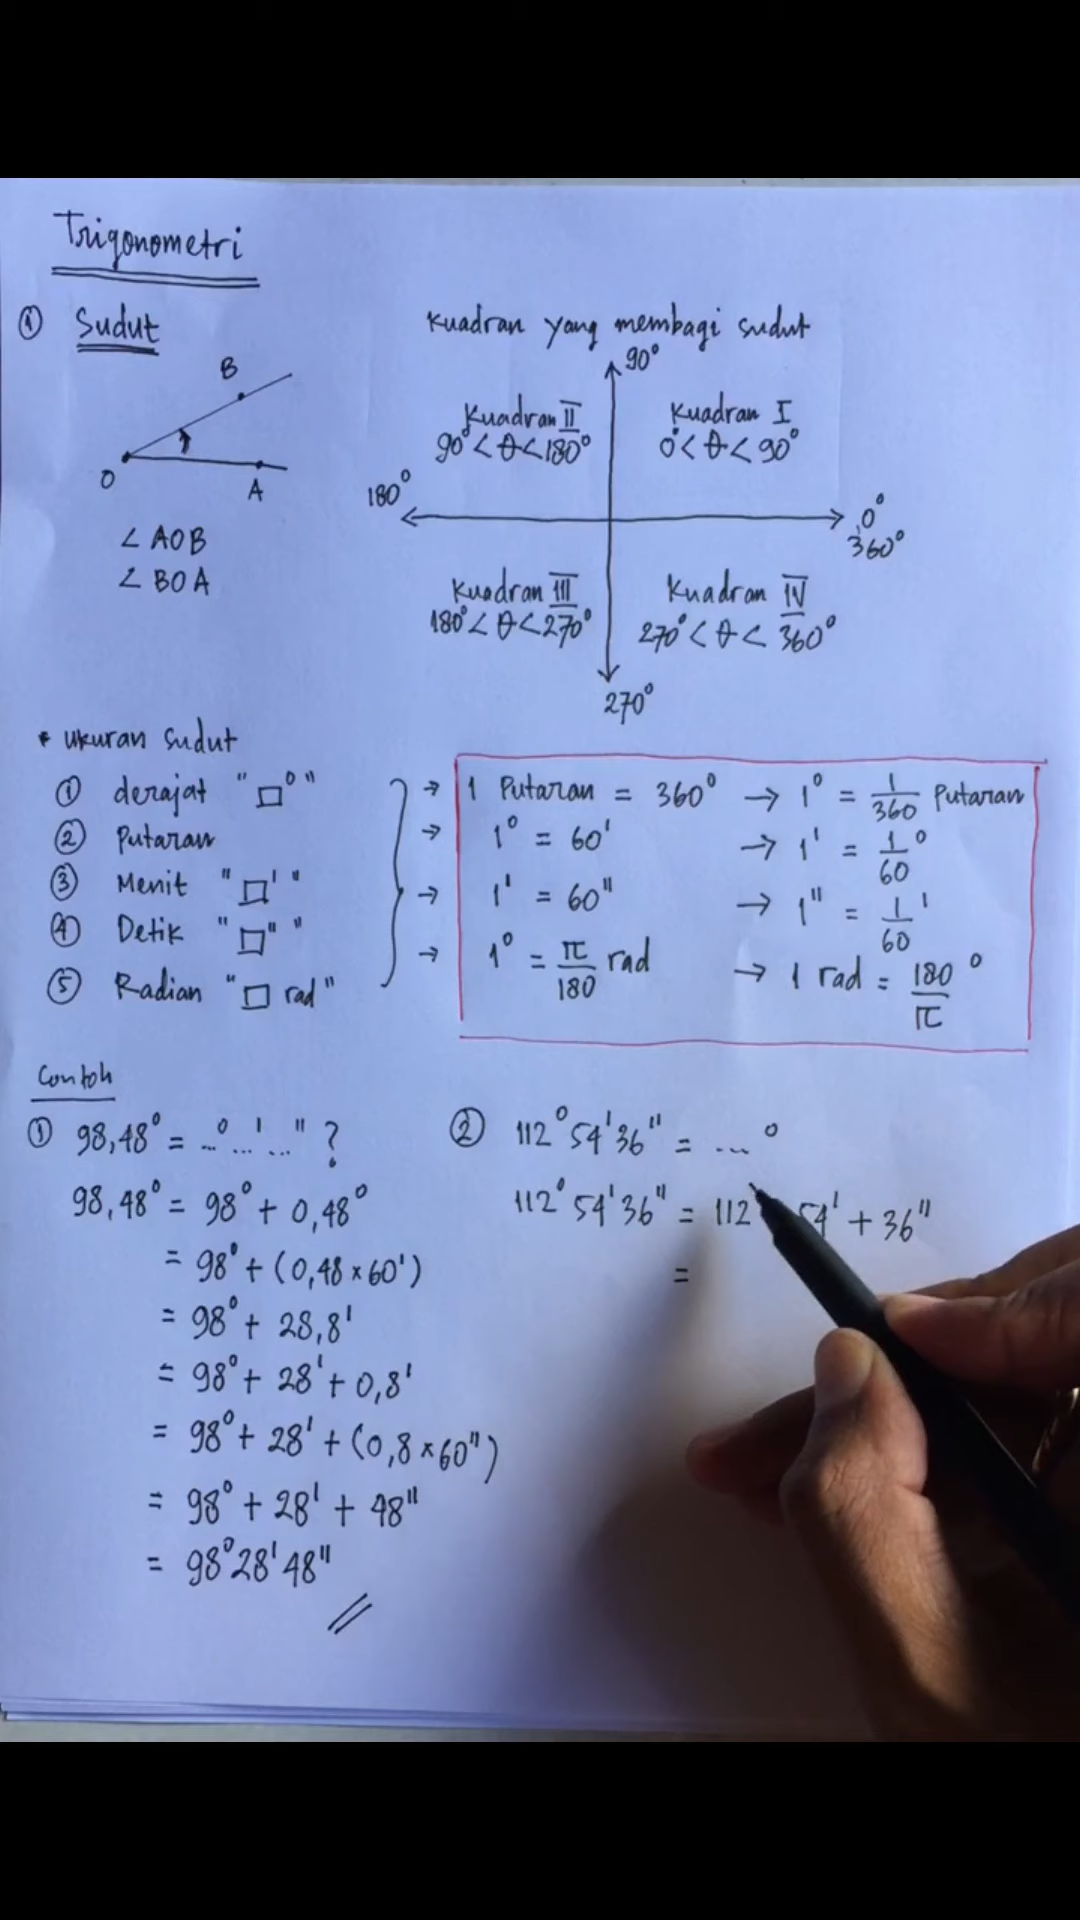 Trigonometri
① Sudut
B
O
A
∠ AOB
∠ BOA
Kuadran yang membagi sudut
90°
Kuadran II
90° < θ < 180°
Kuadran I
0° < θ < 90°
180°
0°
360°
Kuadran III
180° < θ < 270°
Kuadran IV
270° < θ < 360°
270°
* ukuran sudut
① derajat "□°"
② Putaran
③ Menit "□'"
④ Detik "□""
⑤ Radian "□ rad"
→ 1 Putaran = 360° → 1° = 1/360 Putaran
→ 1° = 60' → 1' = 1/60°
→ 1' = 60" → 1" = 1/60'
→ 1° = π/180 rad → 1 rad = 180/π°
Contoh
① 98,48° = ...°...'..." ?
98,48° = 98° + 0,48°
= 98° + (0,48 × 60')
= 98° + 28,8'
= 98° + 28' + 0,8'
= 98° + 28' + (0,8 × 60")
= 98° + 28' + 48"
= 98°28'48"
② 112°54'36" = ....°
112°54'36" = 112 54' + 36"
=